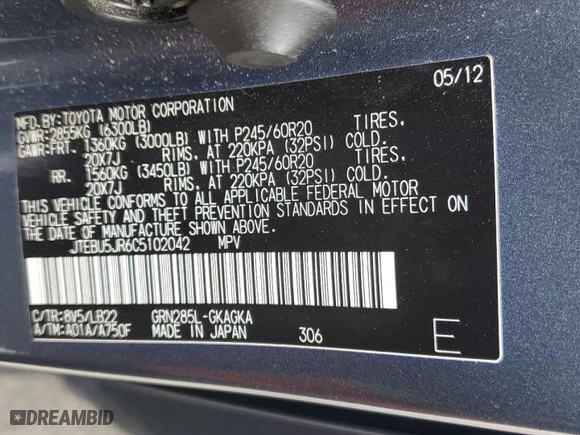 05/12
MFD.BY:TOYOTA MOTOR CORPORATION
GVWR:2855KG (6300LB)
GAWR:FRT. 1360KG (3000LB) WITH P245/60R20 TIRES,
20X7J RIMS, AT 220KPA (32PSI) COLD.
RR. 1560KG (3450LB) WITH P245/60R20 TIRES,
20X7J RIMS, AT 220KPA (32PSI) COLD.
THIS VEHICLE CONFORMS TO ALL APPLICABLE FEDERAL MOTOR
VEHICLE SAFETY AND THEFT PREVENTION STANDARDS IN EFFECT ON
THE DATE OF MANUFACTURE SHOWN ABOVE.
JTEBU5JR6C5102042 MPV
C/TR:8V5/LB22 GRN285L-GKAGKA
A/TM:A01A/A750F MADE IN JAPAN 306 E
DREAMBID